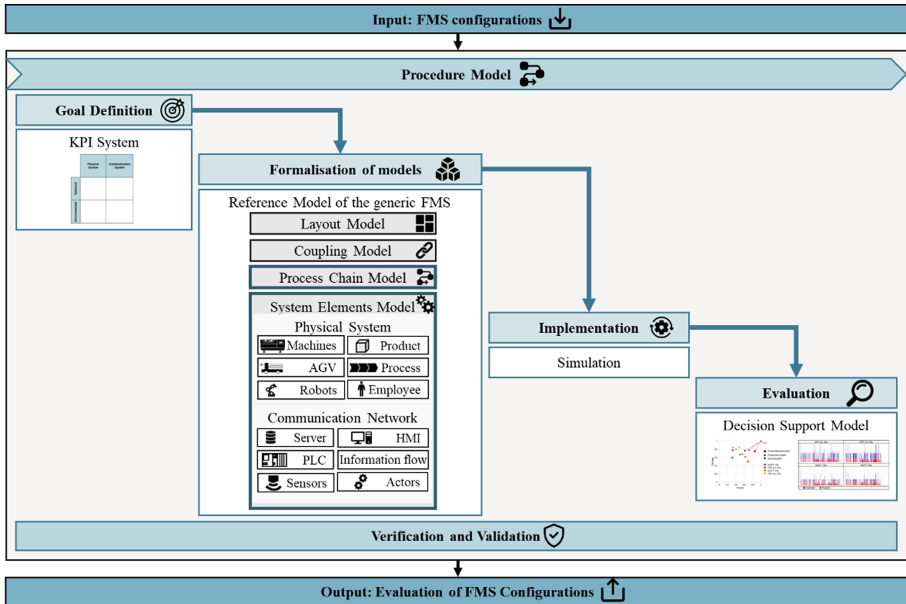 Input: FMS configurations
Procedure Model
Goal Definition
KPI System
Physical System
Communication System
Technical
Formalisation of models
Reference Model of the generic FMS
Layout Model
Coupling Model
Process Chain Model
System Elements Model
Physical System
Machines
Product
AGV
Process
Robots
Employee
Communication Network
Server
HMI
PLC
Information flow
Sensors
Actors
Implementation
Simulation
Evaluation
Decision Support Model
Verification and Validation
Output: Evaluation of FMS Configurations